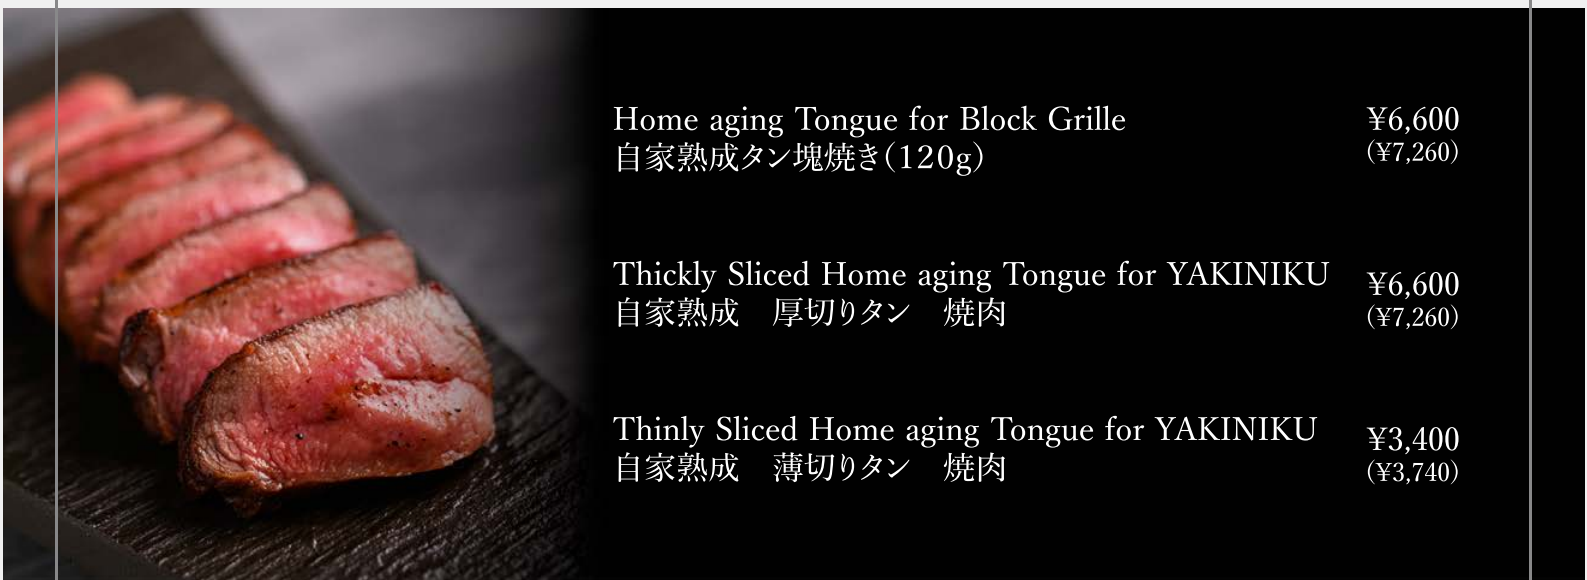 Home aging Tongue for Block Grille ¥6,600
自家熟成タン塊焼き(120g) (¥7,260)
Thickly Sliced Home aging Tongue for YAKINIKU ¥6,600
自家熟成　厚切りタン　焼肉 (¥7,260)
Thinly Sliced Home aging Tongue for YAKINIKU ¥3,400
自家熟成　薄切りタン　焼肉 (¥3,740)